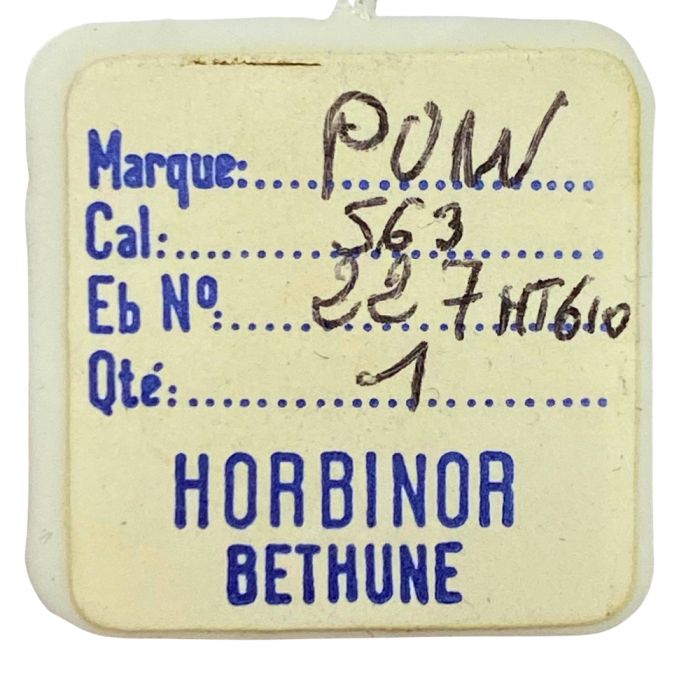 Marque: PUW
Cal: 563
Eb Nº: 227 HT610
Qté: 1
HORBINOR
BETHUNE